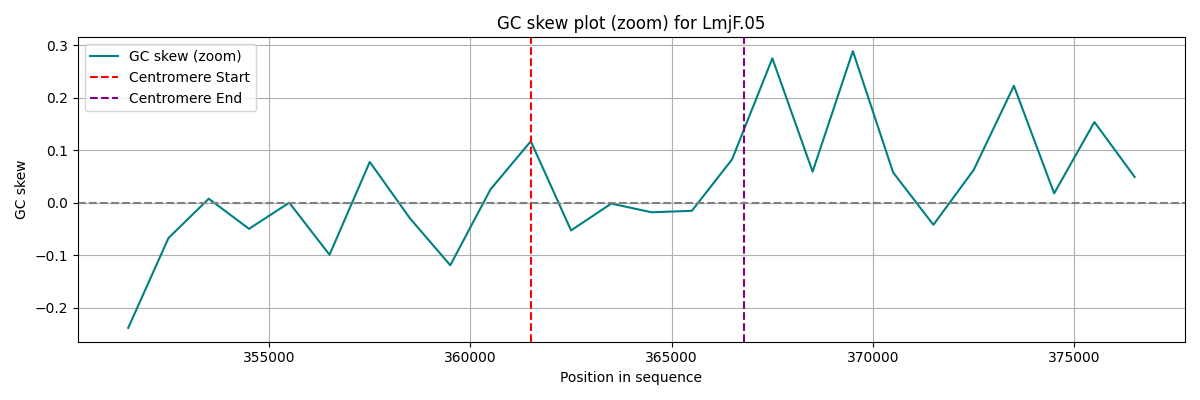 GC skew plot (zoom) for LmjF.05
GC skew (zoom)
Centromere Start
Centromere End
GC skew
0.3
0.2
0.1
0.0
−0.1
−0.2
355000
360000
365000
370000
375000
Position in sequence